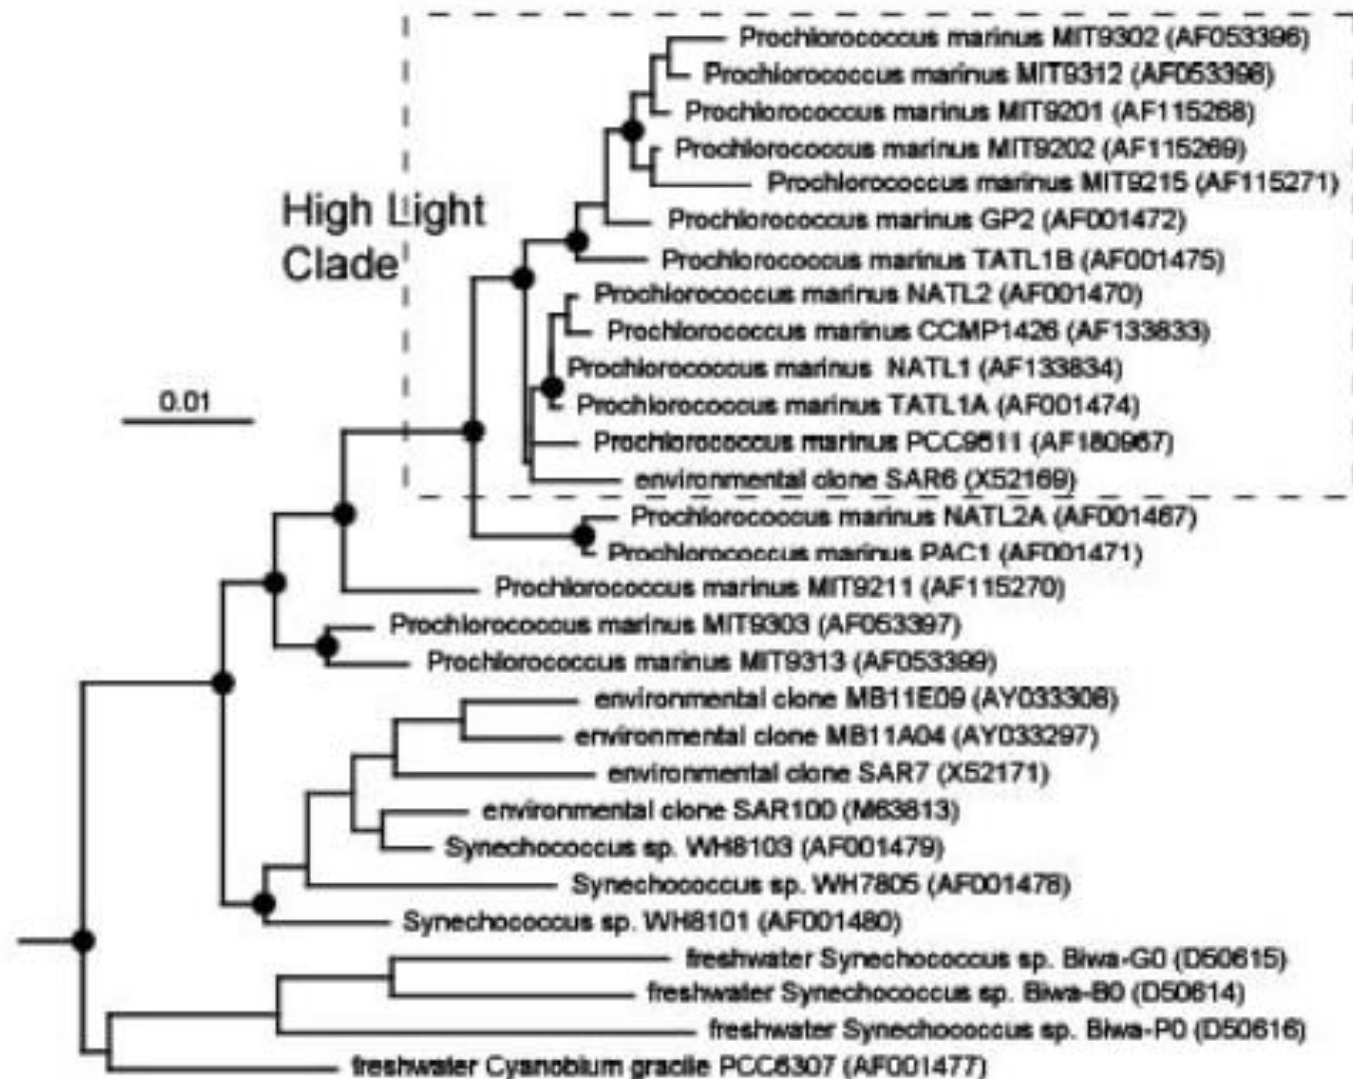 Prochlorococcus marinus MIT9302 (AF053396)
Prochlorococcus marinus MIT9312 (AF053398)
Prochlorococcus marinus MIT9201 (AF115268)
Prochlorococcus marinus MIT9202 (AF115269)
Prochlorococcus marinus MIT9215 (AF115271)
High Light
Clade
Prochlorococcus marinus GP2 (AF001472)
Prochlorococcus marinus TATL1B (AF001475)
Prochlorococcus marinus NATL2 (AF001470)
Prochlorococcus marinus CCMP1426 (AF133833)
Prochlorococcus marinus NATL1 (AF133834)
0.01
Prochlorococcus marinus TATL1A (AF001474)
Prochlorococcus marinus PCC9511 (AF180967)
environmental clone SAR6 (X52169)
Prochlorococcus marinus NATL2A (AF001467)
Prochlorococcus marinus PAC1 (AF001471)
Prochlorococcus marinus MIT9211 (AF115270)
Prochlorococcus marinus MIT9303 (AF053397)
Prochlorococcus marinus MIT9313 (AF053399)
environmental clone MB11E09 (AY033308)
environmental clone MB11A04 (AY033297)
environmental clone SAR7 (X52171)
environmental clone SAR100 (M63813)
Synechococcus sp. WH8103 (AF001479)
Synechococcus sp. WH7805 (AF001478)
Synechococcus sp. WH8101 (AF001480)
freshwater Synechococcus sp. Biwa-G0 (D50615)
freshwater Synechococcus sp. Biwa-B0 (D50614)
freshwater Synechococcus sp. Biwa-P0 (D50616)
freshwater Cyanobium gracile PCC6307 (AF001477)